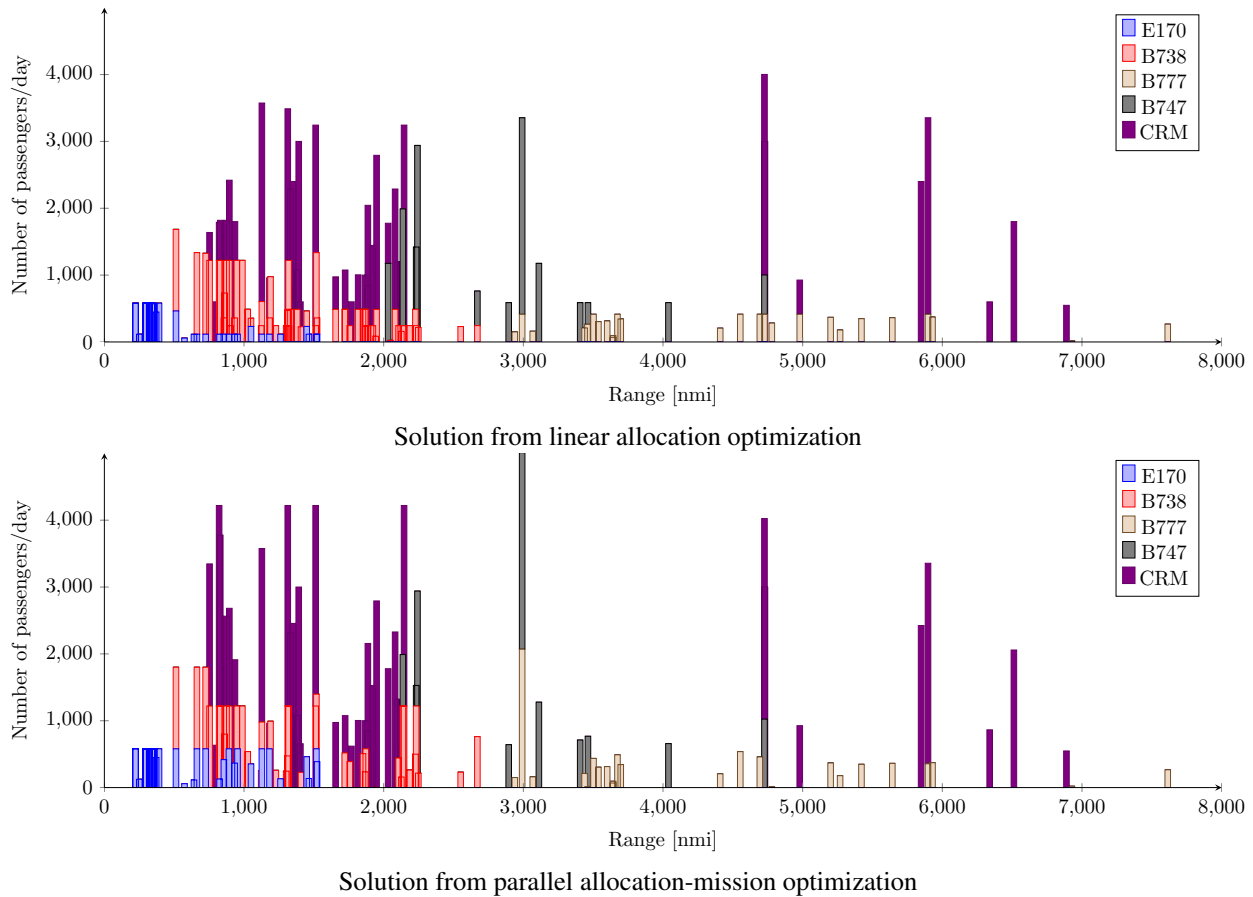 E170
B738
B777
B747
CRM
Number of passengers/day
4,000
3,000
2,000
1,000
0
0 1,000 2,000 3,000 4,000 5,000 6,000 7,000 8,000
Range [nmi]
Solution from linear allocation optimization
E170
B738
B777
B747
CRM
Number of passengers/day
4,000
3,000
2,000
1,000
0
0 1,000 2,000 3,000 4,000 5,000 6,000 7,000 8,000
Range [nmi]
Solution from parallel allocation-mission optimization